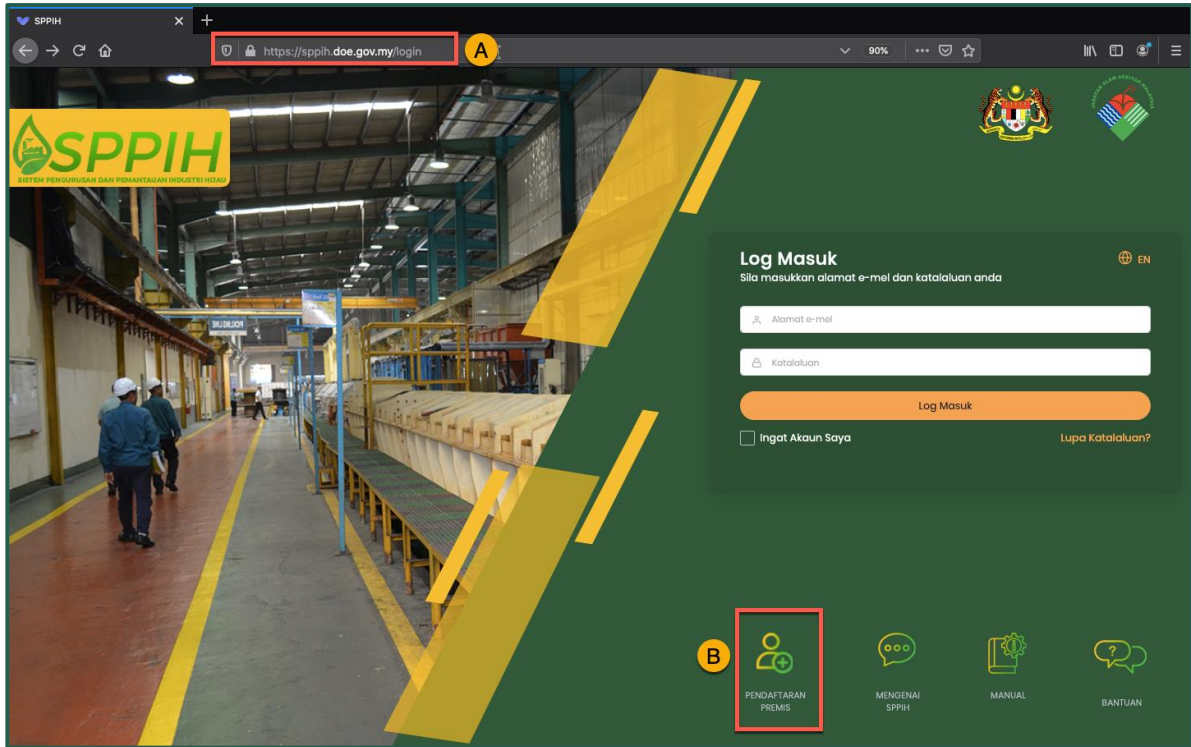 SPPIH
https://sppih.doe.gov.my/login
A
90%
SPPIH
SISTEM PENGURUSAN DAN PEMANTAUAN INDUSTRI HIJAU
PICKLING LINE
Log Masuk
EN
Sila masukkan alamat e-mel dan katalaluan anda
Alamat e-mel
Katalaluan
Log Masuk
Ingat Akaun Saya
Lupa Katalaluan?
B
PENDAFTARAN
PREMIS
MENGENAI
SPPIH
MANUAL
BANTUAN